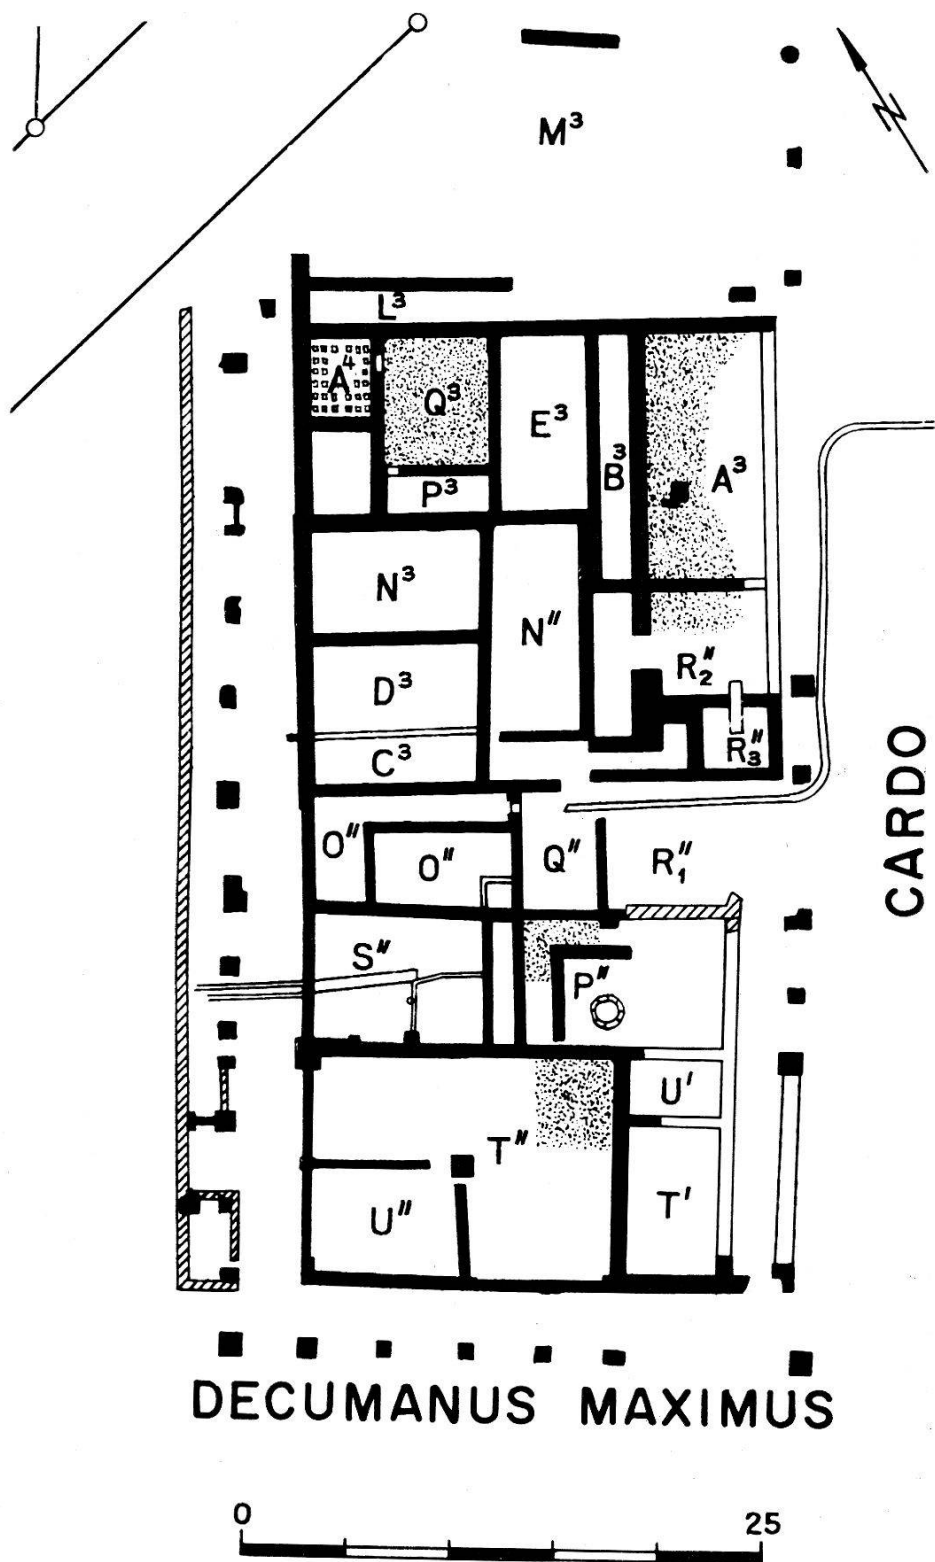 M³
N
L³
A⁴
Q³
E³
B³
A³
P³
N³
N″
D³
R₂″
C³
R₃″
CARDO
O″
O″
Q″
R₁″
S″
P″
U′
T″
T′
U″
DECUMANUS MAXIMUS
0
25